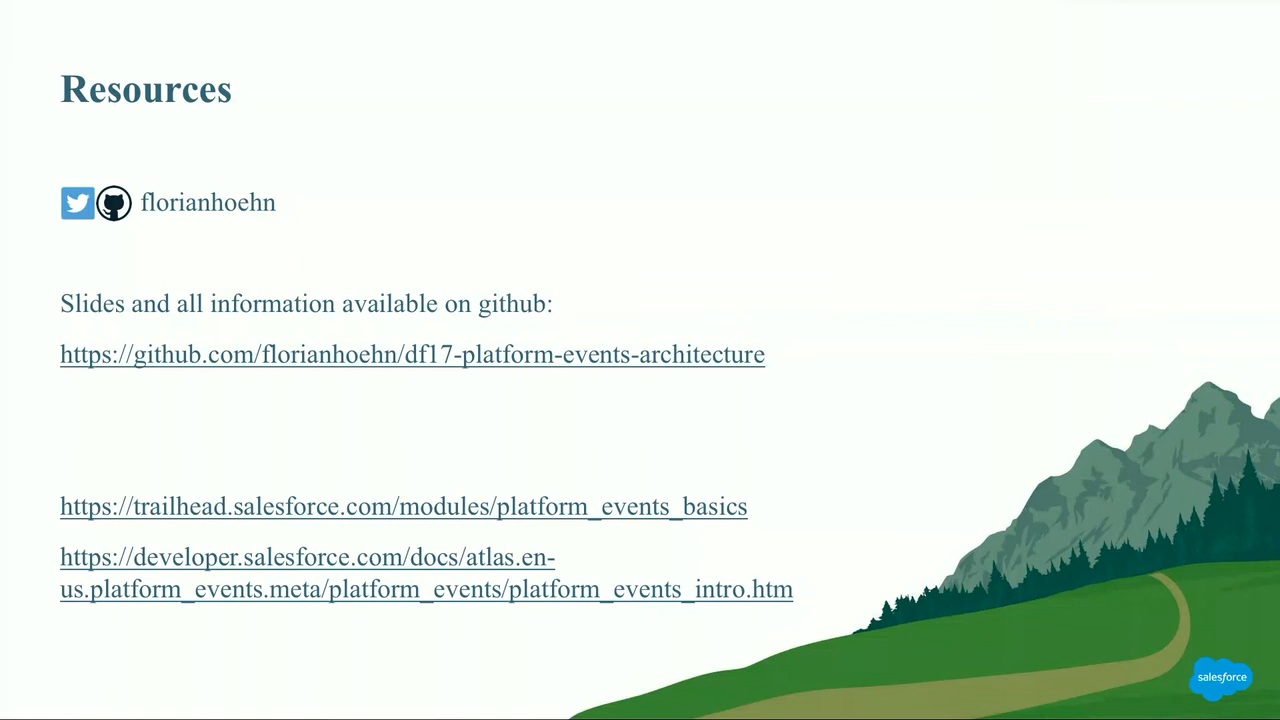 Resources
florianhoehn
Slides and all information available on github:
https://github.com/florianhoehn/df17-platform-events-architecture
https://trailhead.salesforce.com/modules/platform_events_basics
https://developer.salesforce.com/docs/atlas.en-
us.platform_events.meta/platform_events/platform_events_intro.htm
salesforce